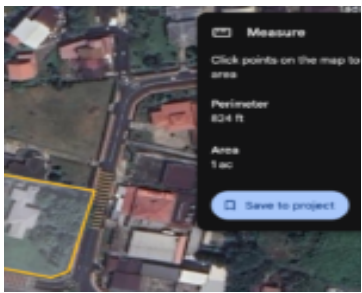 Measure
Click points on the map to
area
Perimeter
824 ft
Area
1 ac
Save to project